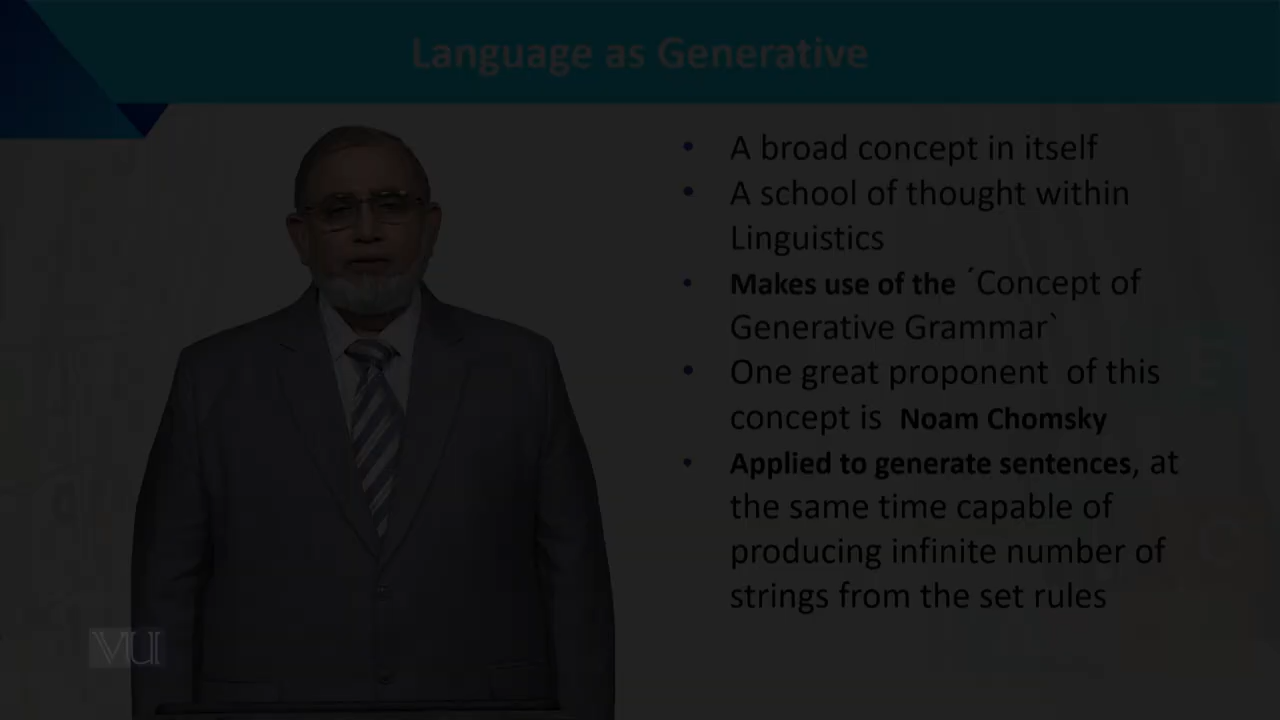 Language as Generative
• A broad concept in itself
• A school of thought within
Linguistics
• Makes use of the ´Concept of
Generative Grammar`
• One great proponent of this
concept is Noam Chomsky
• Applied to generate sentences, at
the same time capable of
producing infinite number of
strings from the set rules
VU